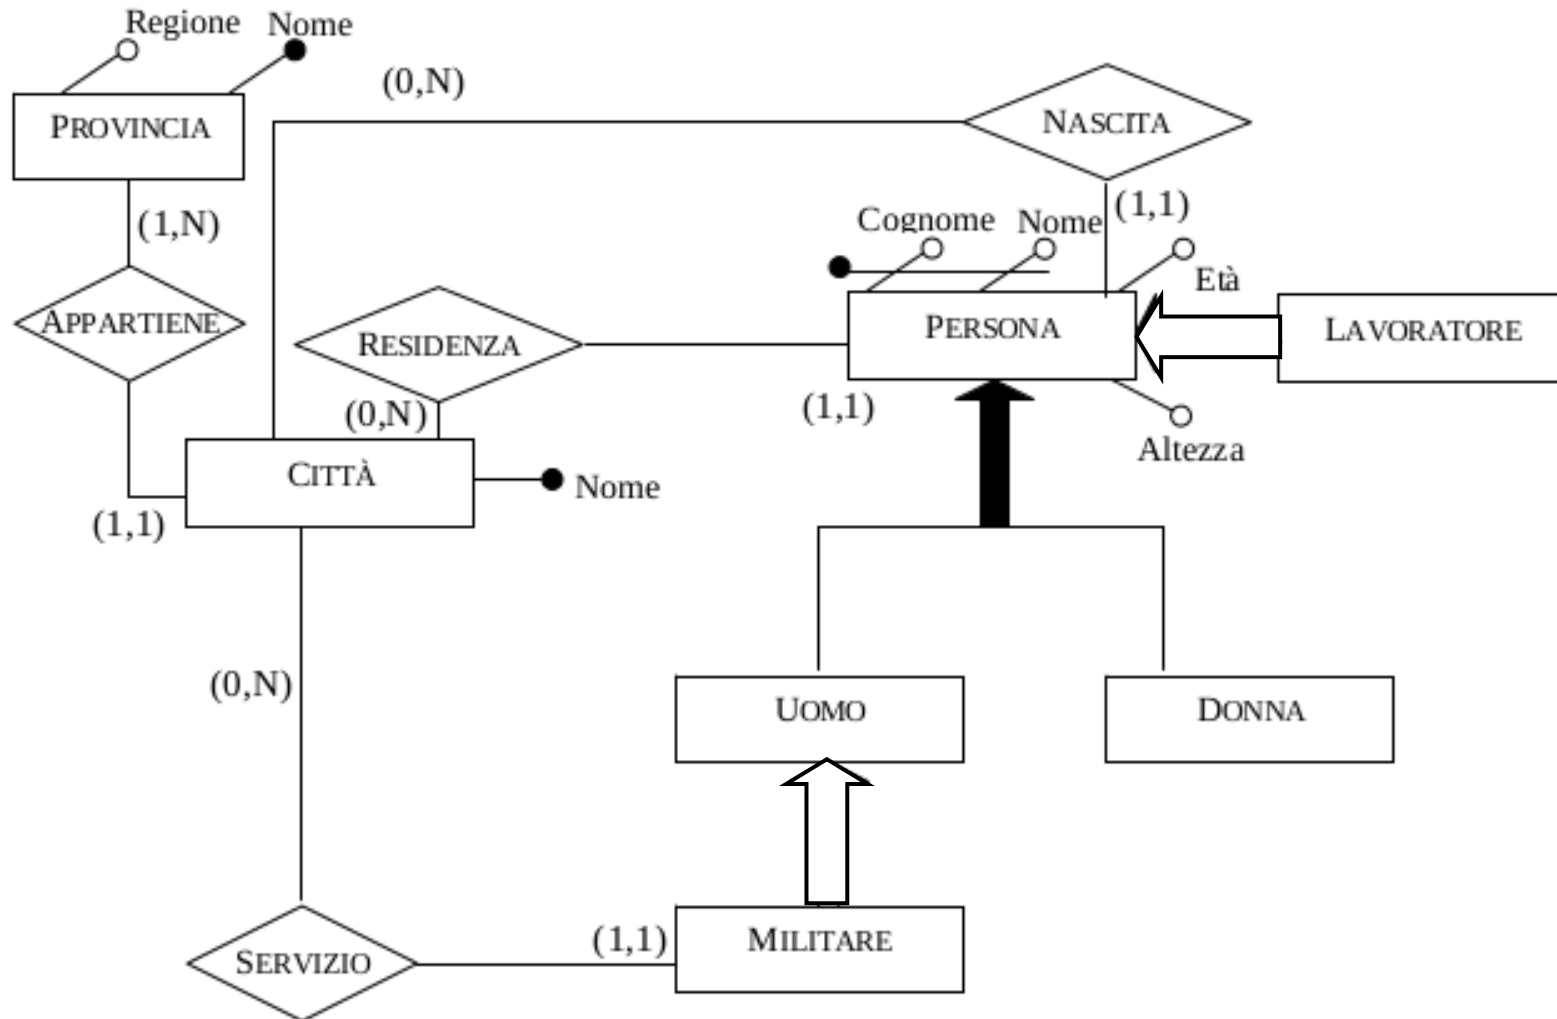 Regione Nome
(0,N)
PROVINCIA
NASCITA
(1,N)
(1,1)
Cognome Nome
Età
APPARTIENE
RESIDENZA
PERSONA
LAVORATORE
(0,N)
(1,1)
Altezza
CITTÀ
Nome
(1,1)
(0,N)
UOMO
DONNA
(1,1)
MILITARE
SERVIZIO